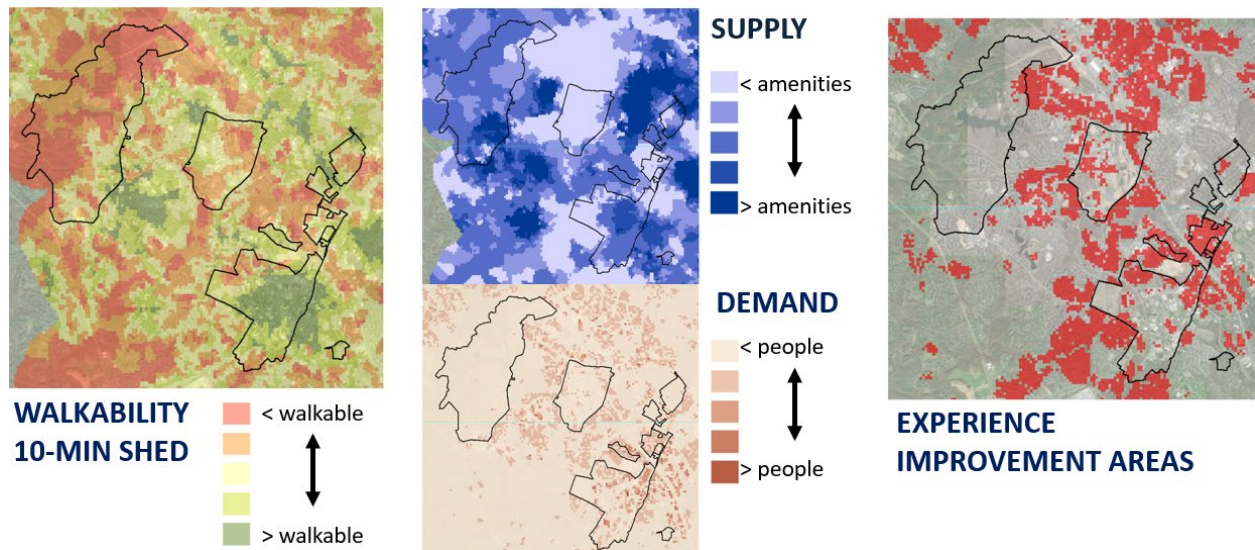 WALKABILITY
10-MIN SHED
< walkable
> walkable
SUPPLY
< amenities
> amenities
DEMAND
< people
> people
EXPERIENCE
IMPROVEMENT AREAS